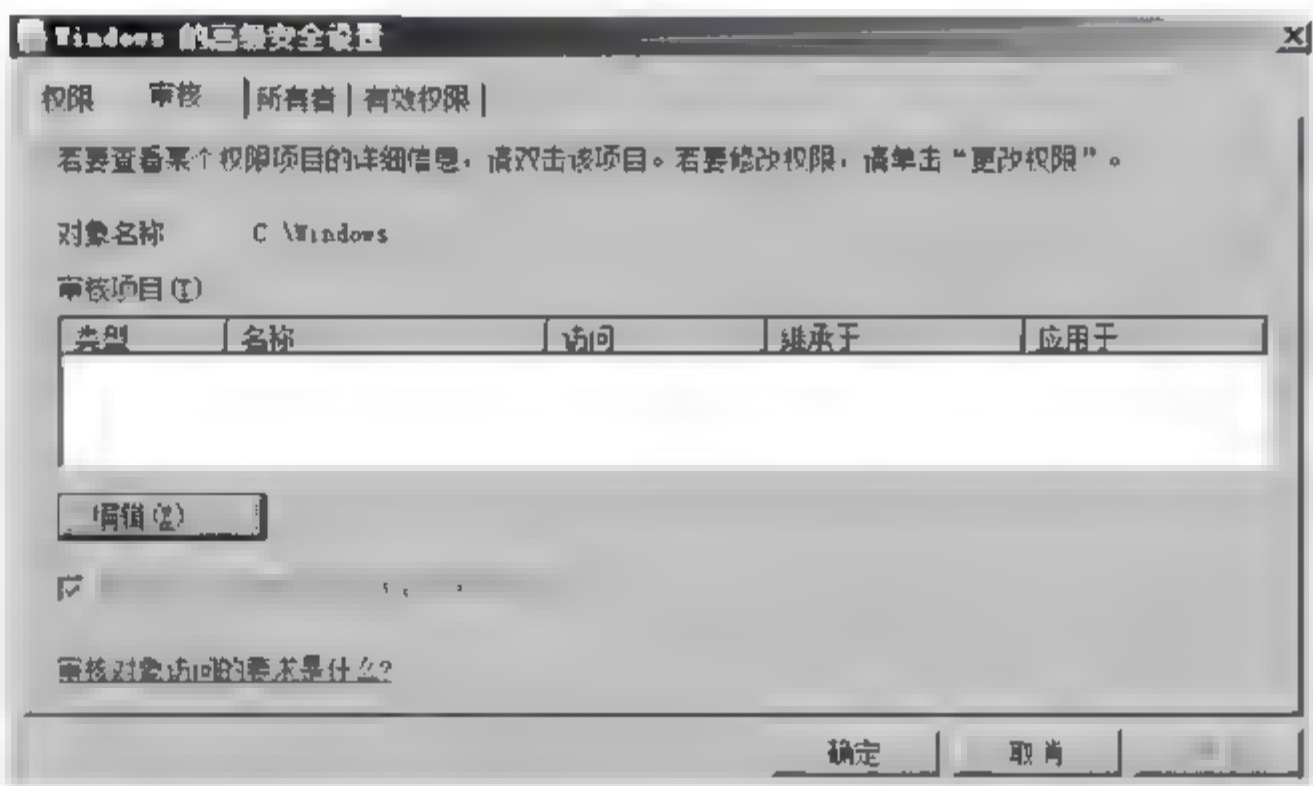 Windows 的高级安全设置
权限 审核 所有者 有效权限
若要查看某个权限项目的详细信息，请双击该项目。若要修改权限，请单击“更改权限”。
对象名称 C \Windows
审核项目(T)
类型 名称 访问 继承于 应用于
编辑(E)
审核对象访问的要求是什么?
确定 取消